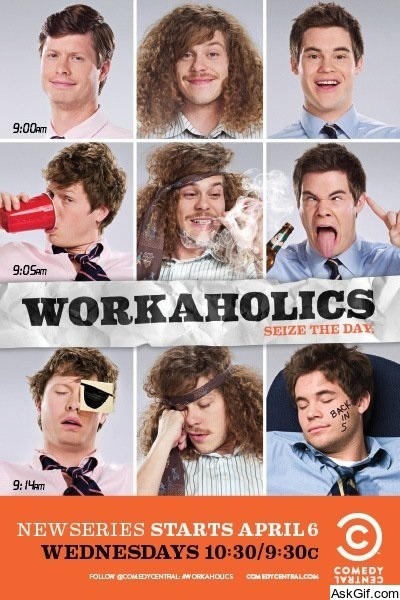 9:00AM
9:05AM
WORKAHOLICS
SEIZE THE DAY.
BACK
IN
5
9:14AM
NEW SERIES STARTS APRIL 6
WEDNESDAYS 10:30/9:30C
COMEDY
CENTRAL
FOLLOW @COMEDYCENTRAL: #WORKAHOLICS
COMEDYCENTRAL.COM
AskGif.com